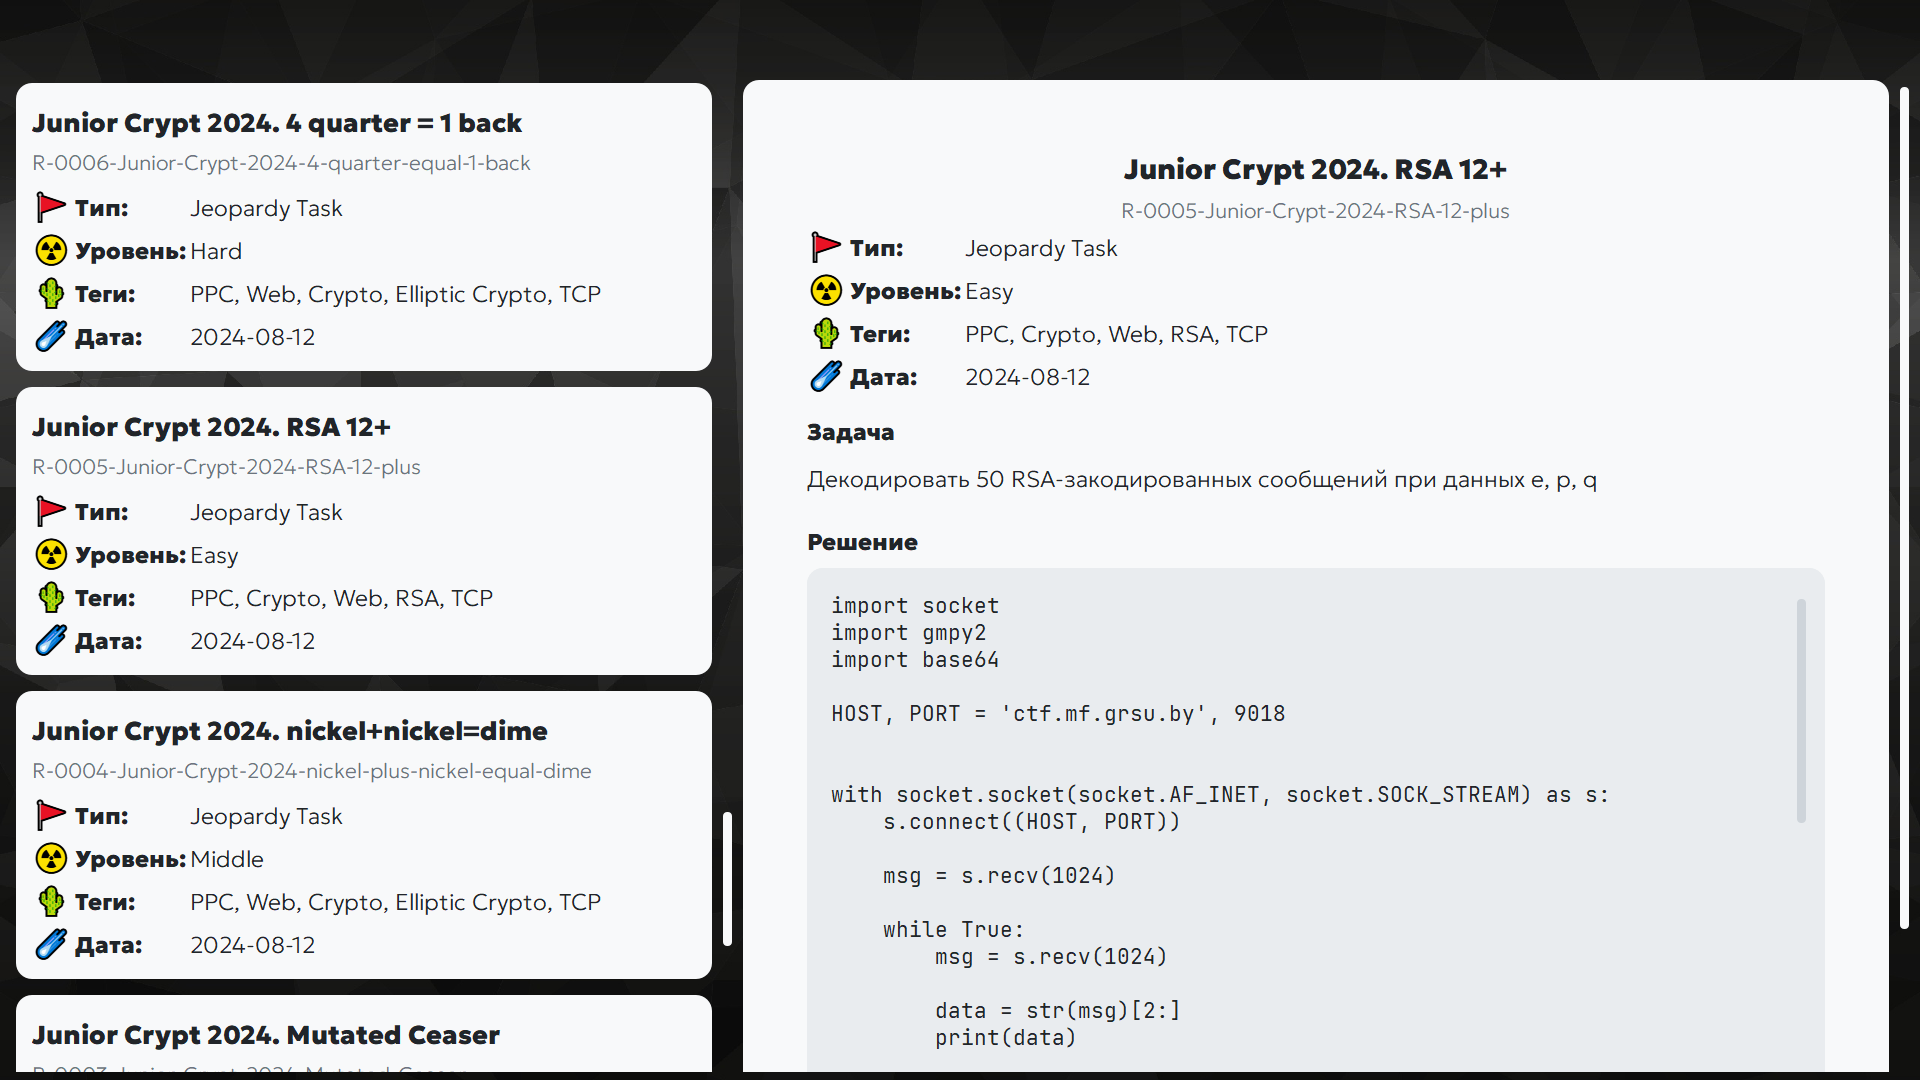 Junior Crypt 2024. 4 quarter = 1 back
R-0006-Junior-Crypt-2024-4-quarter-equal-1-back
Тип: Jeopardy Task
Уровень: Hard
Теги: PPC, Web, Crypto, Elliptic Crypto, TCP
Дата: 2024-08-12
Junior Crypt 2024. RSA 12+
R-0005-Junior-Crypt-2024-RSA-12-plus
Тип: Jeopardy Task
Уровень: Easy
Теги: PPC, Crypto, Web, RSA, TCP
Дата: 2024-08-12
Junior Crypt 2024. nickel+nickel=dime
R-0004-Junior-Crypt-2024-nickel-plus-nickel-equal-dime
Тип: Jeopardy Task
Уровень: Middle
Теги: PPC, Web, Crypto, Elliptic Crypto, TCP
Дата: 2024-08-12
Junior Crypt 2024. Mutated Ceaser
R-0003-Junior-Crypt-2024-Mutated-Ceaser
Junior Crypt 2024. RSA 12+
R-0005-Junior-Crypt-2024-RSA-12-plus
Тип: Jeopardy Task
Уровень: Easy
Теги: PPC, Crypto, Web, RSA, TCP
Дата: 2024-08-12
Задача
Декодировать 50 RSA-закодированных сообщений при данных e, p, q
Решение
import socket
import gmpy2
import base64
HOST, PORT = 'ctf.mf.grsu.by', 9018
with socket.socket(socket.AF_INET, socket.SOCK_STREAM) as s:
    s.connect((HOST, PORT))
    msg = s.recv(1024)
    while True:
        msg = s.recv(1024)
        data = str(msg)[2:]
        print(data)